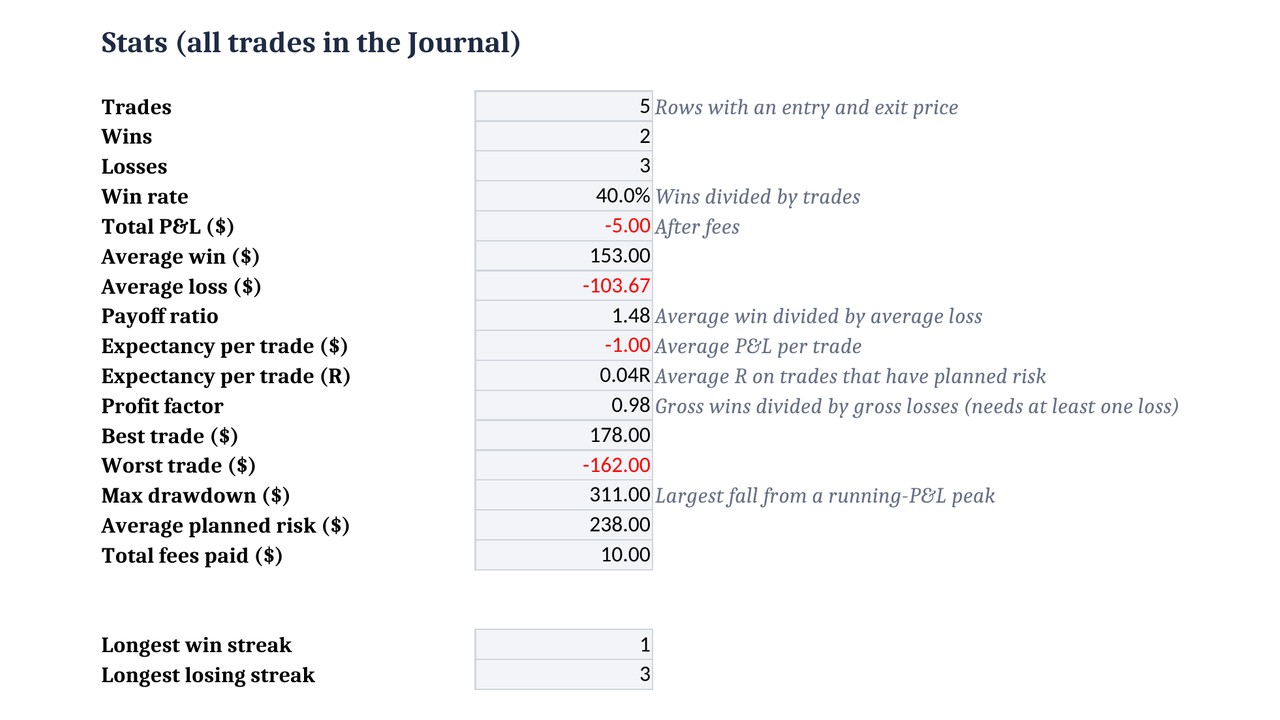 Stats (all trades in the Journal)
Trades 5 Rows with an entry and exit price
Wins 2
Losses 3
Win rate 40.0% Wins divided by trades
Total P&L ($) -5.00 After fees
Average win ($) 153.00
Average loss ($) -103.67
Payoff ratio 1.48 Average win divided by average loss
Expectancy per trade ($) -1.00 Average P&L per trade
Expectancy per trade (R) 0.04R Average R on trades that have planned risk
Profit factor 0.98 Gross wins divided by gross losses (needs at least one loss)
Best trade ($) 178.00
Worst trade ($) -162.00
Max drawdown ($) 311.00 Largest fall from a running-P&L peak
Average planned risk ($) 238.00
Total fees paid ($) 10.00
Longest win streak 1
Longest losing streak 3